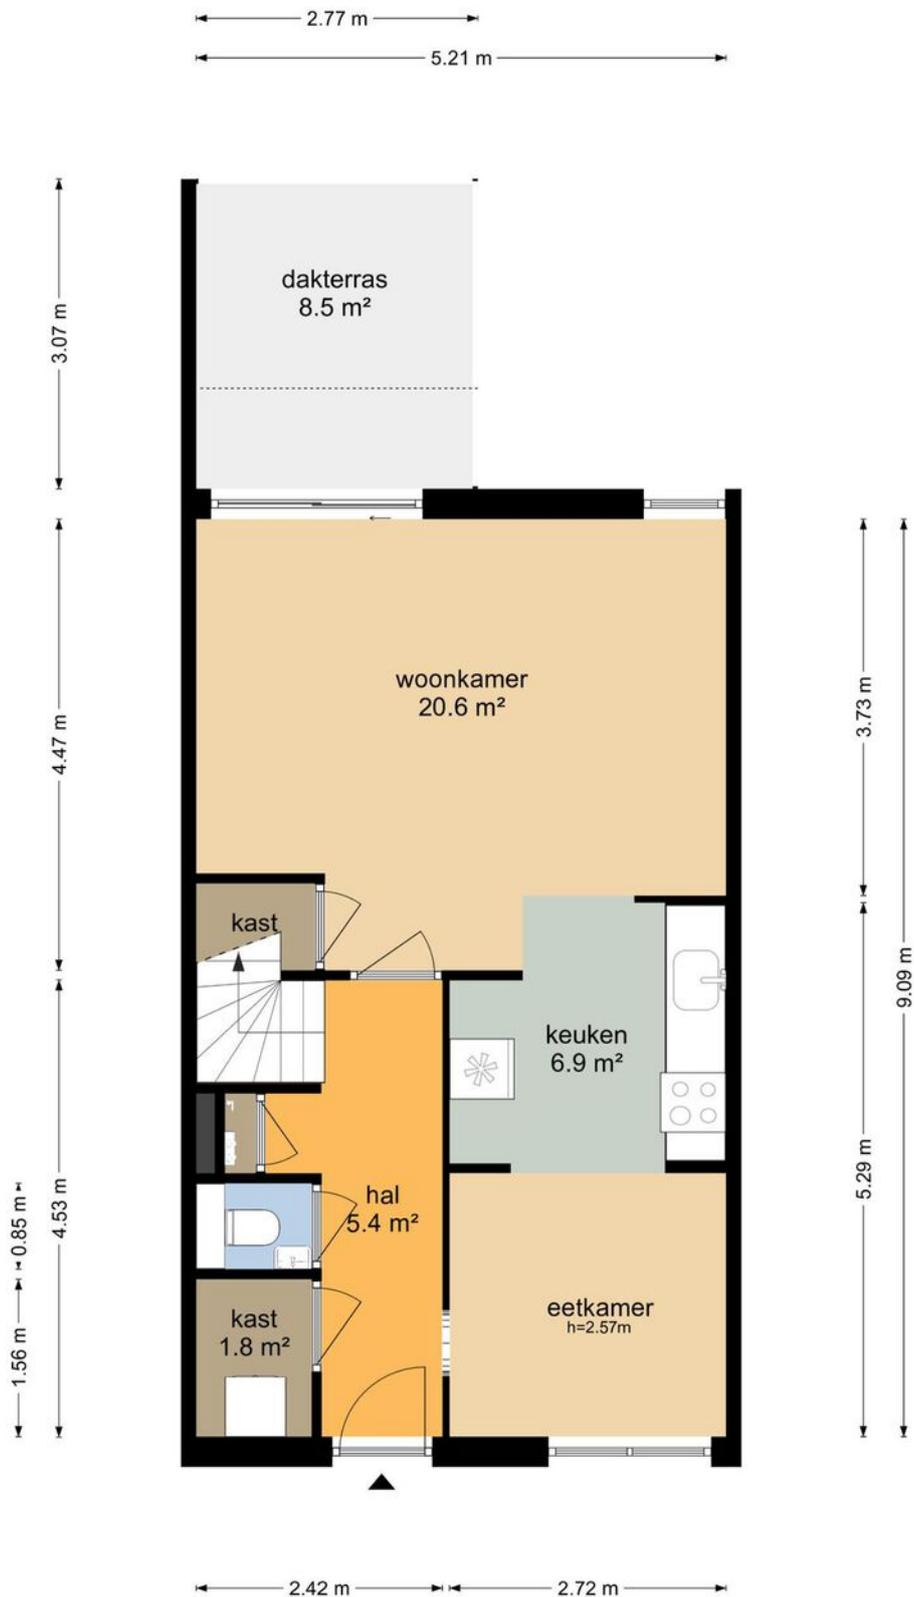 2.77 m
5.21 m
dakterras
8.5 m²
3.07 m
woonkamer
20.6 m²
4.47 m
3.73 m
9.09 m
kast
keuken
6.9 m²
5.29 m
hal
5.4 m²
4.53 m
0.85 m
kast
1.8 m²
eetkamer
h=2.57m
1.56 m
2.42 m
2.72 m